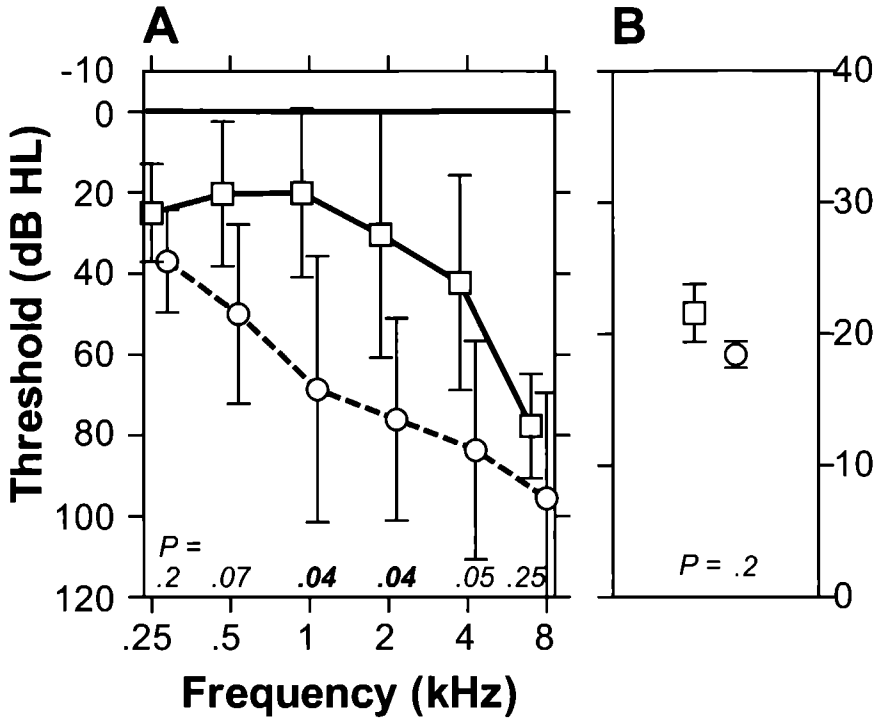 A
B
-10
0
20
40
60
80
100
120
Threshold (dB HL)
P =
.2 .07 .04 .04 .05 .25
.25 .5 1 2 4 8
Frequency (kHz)
40
30
20
10
0
P = .2